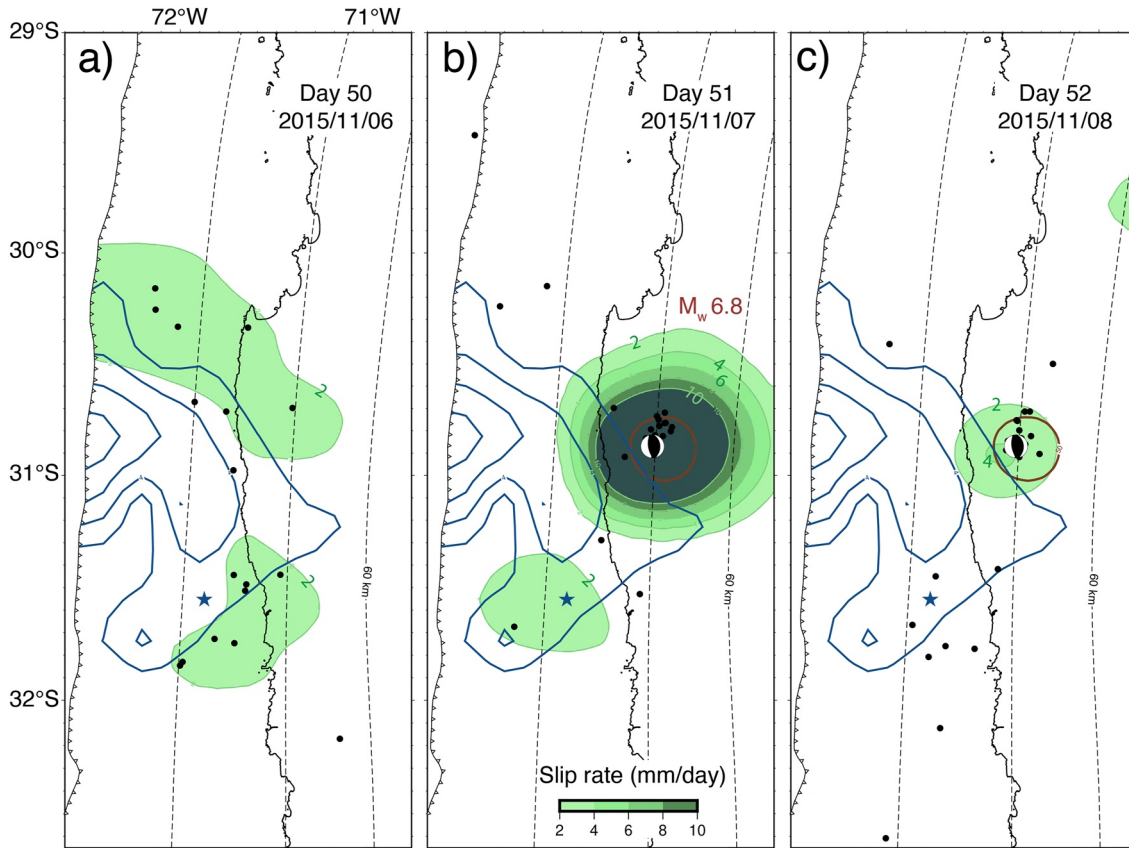 72°W 71°W
29°S
30°S
31°S
32°S
a)
Day 50
2015/11/06
2
2
4
60 km
b)
Day 51
2015/11/07
M_w 6.8
2
4
6
10
2
60 km
Slip rate (mm/day)
2 4 6 8 10
c)
Day 52
2015/11/08
2
4
60 km